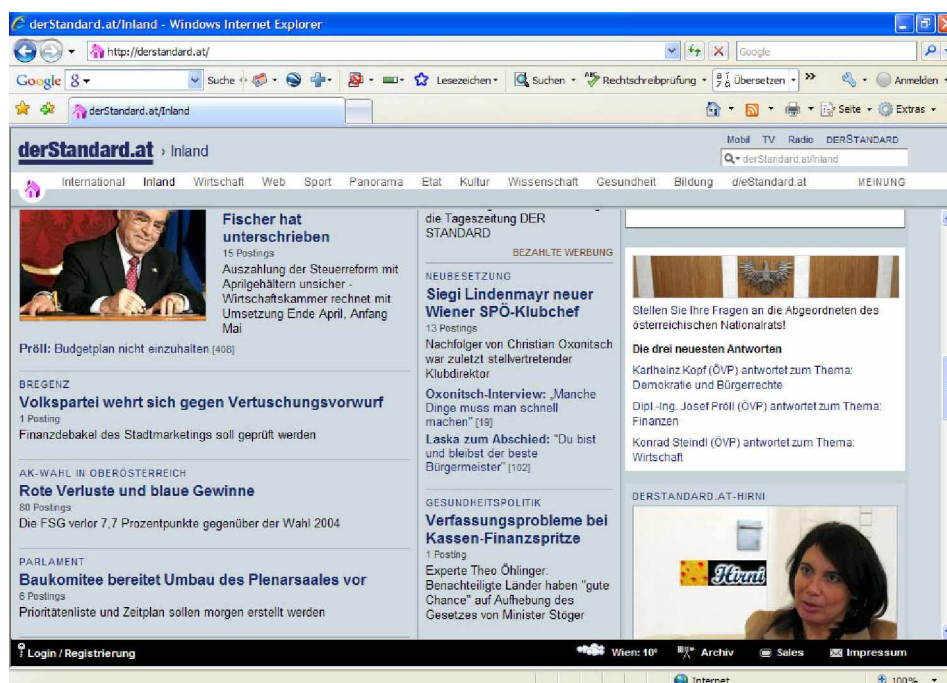 derStandard.at/Inland - Windows Internet Explorer
http://derstandard.at/
Google
Google
Suche
Lesezeichen
Suchen
Rechtschreibprüfung
Übersetzen
Anmelden
derStandard.at/Inland
Seite
Extras
derStandard.at › Inland
Mobil TV Radio DERSTANDARD
derStandard.at/Inland
International Inland Wirtschaft Web Sport Panorama Etat Kultur Wissenschaft Gesundheit Bildung dieStandard.at MEINUNG
Fischer hat
unterschrieben
15 Postings
Auszahlung der Steuerreform mit
Aprilgehältern unsicher -
Wirtschaftskammer rechnet mit
Umsetzung Ende April, Anfang
Mai
Pröll: Budgetplan nicht einzuhalten [408]
BREGENZ
Volkspartei wehrt sich gegen Vertuschungsvorwurf
1 Posting
Finanzdebakel des Stadtmarketings soll geprüft werden
AK-WAHL IN OBERÖSTERREICH
Rote Verluste und blaue Gewinne
80 Postings
Die FSG verlor 7,7 Prozentpunkte gegenüber der Wahl 2004
PARLAMENT
Baukomitee bereitet Umbau des Plenarsaales vor
6 Postings
Prioritätenliste und Zeitplan sollen morgen erstellt werden
die Tageszeitung DER
STANDARD
BEZAHLTE WERBUNG
NEUBESETZUNG
Siegi Lindenmayr neuer
Wiener SPÖ-Klubchef
13 Postings
Nachfolger von Christian Oxonitsch
war zuletzt stellvertretender
Klubdirektor
Oxonitsch-Interview: „Manche
Dinge muss man schnell
machen" [19]
Laska zum Abschied: "Du bist
und bleibst der beste
Bürgermeister" [102]
GESUNDHEITSPOLITIK
Verfassungsprobleme bei
Kassen-Finanzspritze
1 Posting
Experte Theo Öhlinger:
Benachteiligte Länder haben "gute
Chance" auf Aufhebung des
Gesetzes von Minister Stöger
Stellen Sie Ihre Fragen an die Abgeordneten des
österreichischen Nationalrats!
Die drei neuesten Antworten
Karlheinz Kopf (ÖVP) antwortet zum Thema:
Demokratie und Bürgerrechte
Dipl.-Ing. Josef Pröll (ÖVP) antwortet zum Thema:
Finanzen
Konrad Steindl (ÖVP) antwortet zum Thema:
Wirtschaft
DERSTANDARD.AT-HIRNI
Hirni
Login / Registrierung
Wien: 10°
Archiv
Sales
Impressum
Internet
100%